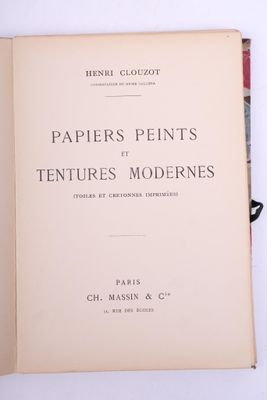 HENRI CLOUZOT
CONSERVATEUR DU MUSÉE GALLIERA
PAPIERS PEINTS
ET
TENTURES MODERNES
(TOILES ET CRETONNES IMPRIMÉES)
PARIS
CH. MASSIN & Cie
51, RUE DES ÉCOLES